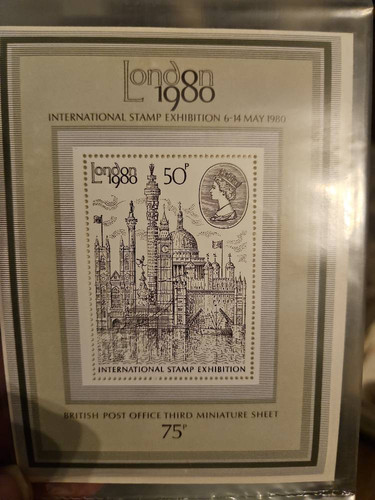 London
1980
INTERNATIONAL STAMP EXHIBITION 6-14 MAY 1980
London
1980
50P
INTERNATIONAL STAMP EXHIBITION
BRITISH POST OFFICE THIRD MINIATURE SHEET
75P